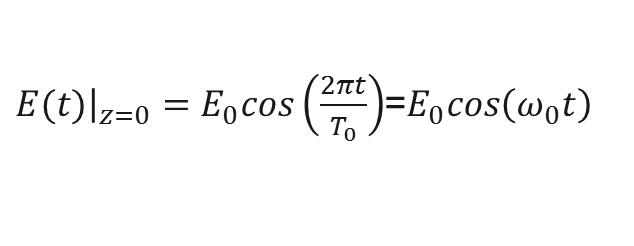 E(t)|z=0 = E₀cos(2πt/T₀)=E₀cos(ω₀t)